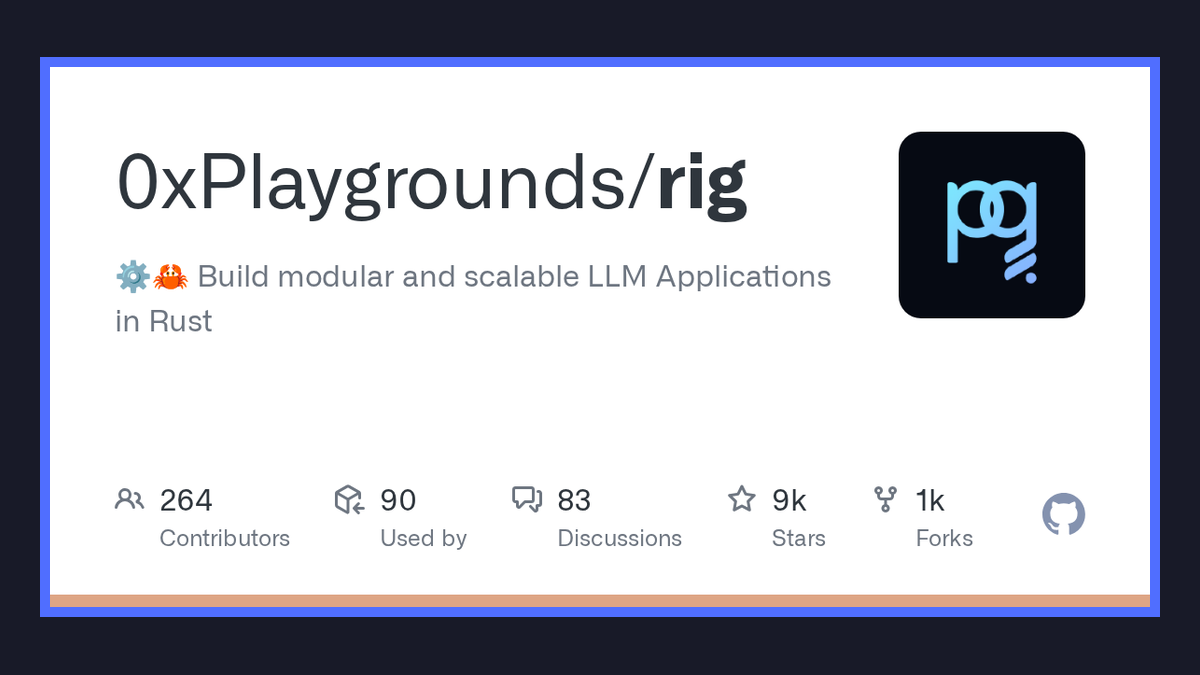 0xPlaygrounds/rig
⚙️🦀 Build modular and scalable LLM Applications
in Rust
264
Contributors
90
Used by
83
Discussions
9k
Stars
1k
Forks